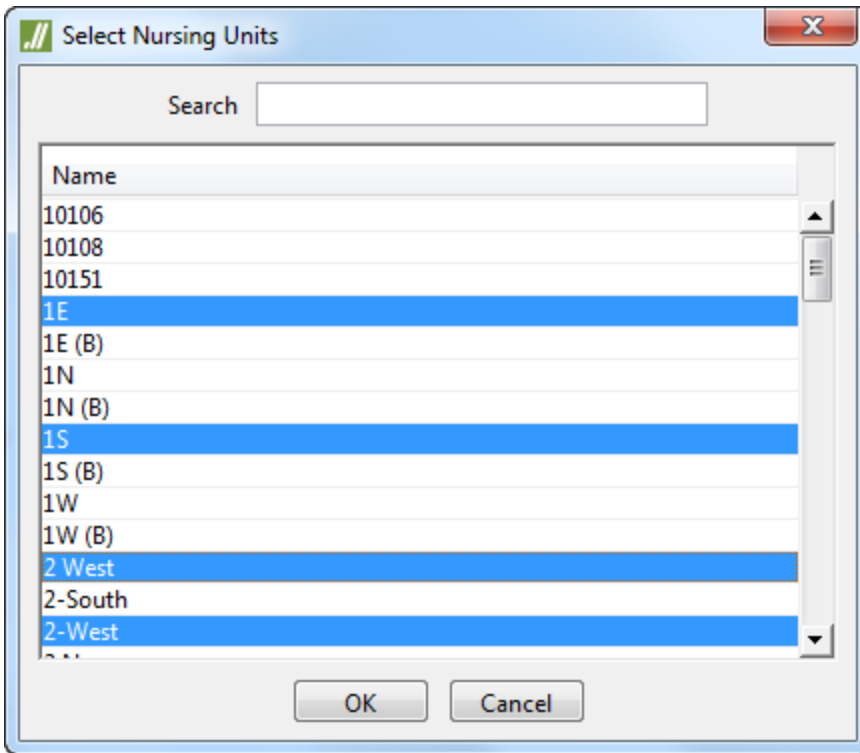 Select Nursing Units
Search
Name
10106
10108
10151
1E
1E (B)
1N
1N (B)
1S
1S (B)
1W
1W (B)
2 West
2-South
2-West
OK Cancel